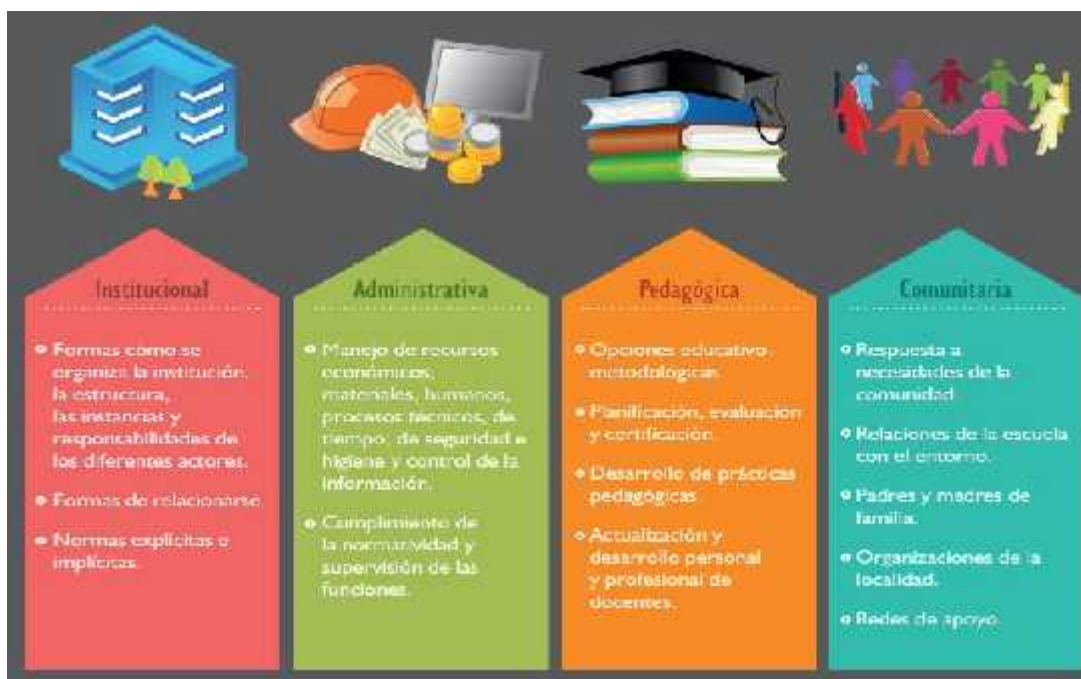 Institucional
Formas como se
organiza la institución,
la estructura,
las instancias y
responsabilidades de
los diferentes actores.
Formas de relacionarse
Normas explícitas e
implícitas.
Administrativa
Manejo de recursos
económicos,
materiales, humanos,
procesos técnicos, de
tiempo, de seguridad e
higiene y control de la
información.
Cumplimiento de
la normatividad y
supervisión de las
funciones.
Pedagógica
Opciones educativo
metodológicas
Planificación, evaluación
y certificación.
Desarrollo de prácticas
pedagógicas
Actualización y
desarrollo personal
y profesional de
docentes.
Comunitaria
Respuesta a
necesidades de la
comunidad
Relaciones de la escuela
con el entorno.
Padres y madres de
familia.
Organizaciones de la
localidad.
Redes de apoyo.